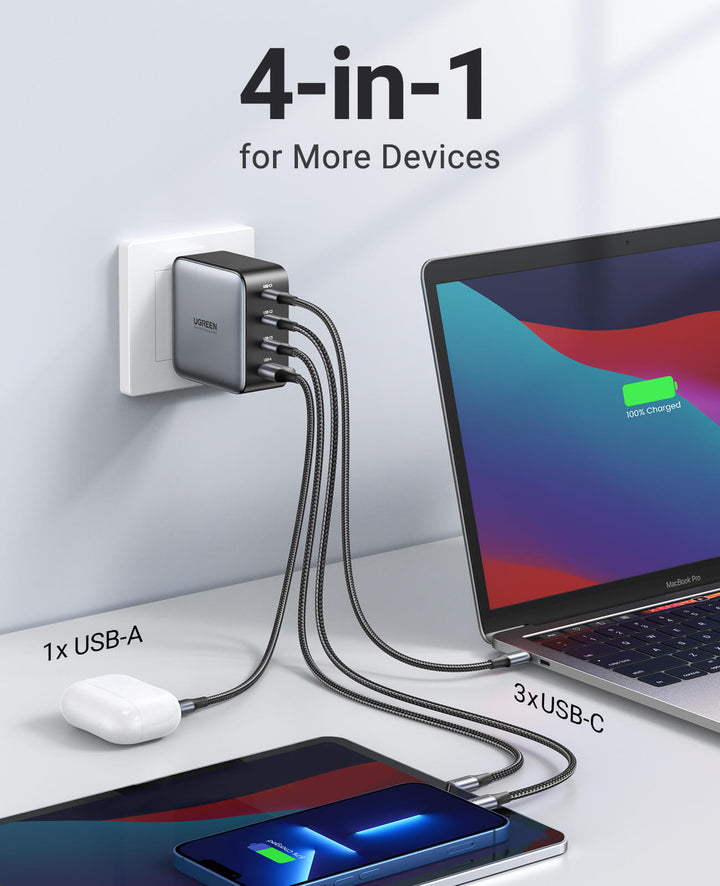 4-in-1
for More Devices
UGREEN
100% Charged
MacBook Pro
1x USB-A
3xUSB-C